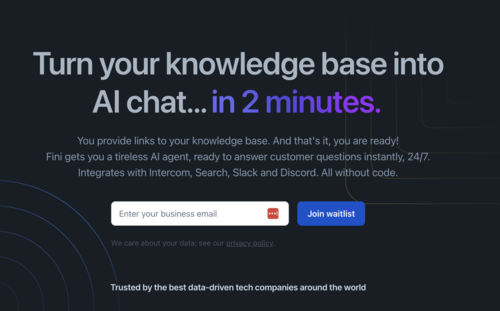 Turn your knowledge base into
AI chat... in 2 minutes.
You provide links to your knowledge base. And that's it, you are ready!
Fini gets you a tireless AI agent, ready to answer customer questions instantly, 24/7.
Integrates with Intercom, Search, Slack and Discord. All without code.
Enter your business email
Join waitlist
We care about your data; see our privacy policy.
Trusted by the best data-driven tech companies around the world